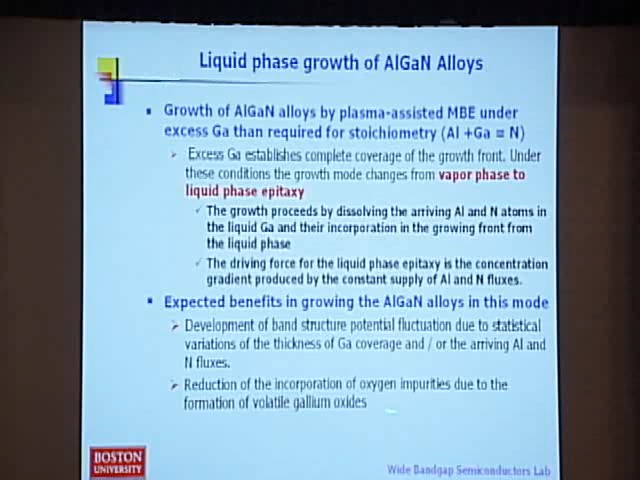 Liquid phase growth of AlGaN Alloys
Growth of AlGaN alloys by plasma-assisted MBE under
excess Ga than required for stoichiometry (Al +Ga = N)
Excess Ga establishes complete coverage of the growth front. Under
these conditions the growth mode changes from vapor phase to
liquid phase epitaxy
The growth proceeds by dissolving the arriving Al and N atoms in
the liquid Ga and their incorporation in the growing front from
the liquid phase
The driving force for the liquid phase epitaxy is the concentration
gradient produced by the constant supply of Al and N fluxes.
Expected benefits in growing the AlGaN alloys in this mode
Development of band structure potential fluctuation due to statistical
variations of the thickness of Ga coverage and / or the arriving Al and
N fluxes.
Reduction of the incorporation of oxygen impurities due to the
formation of volatile gallium oxides
BOSTON
UNIVERSITY
Wide Bandgap Semiconductors Lab